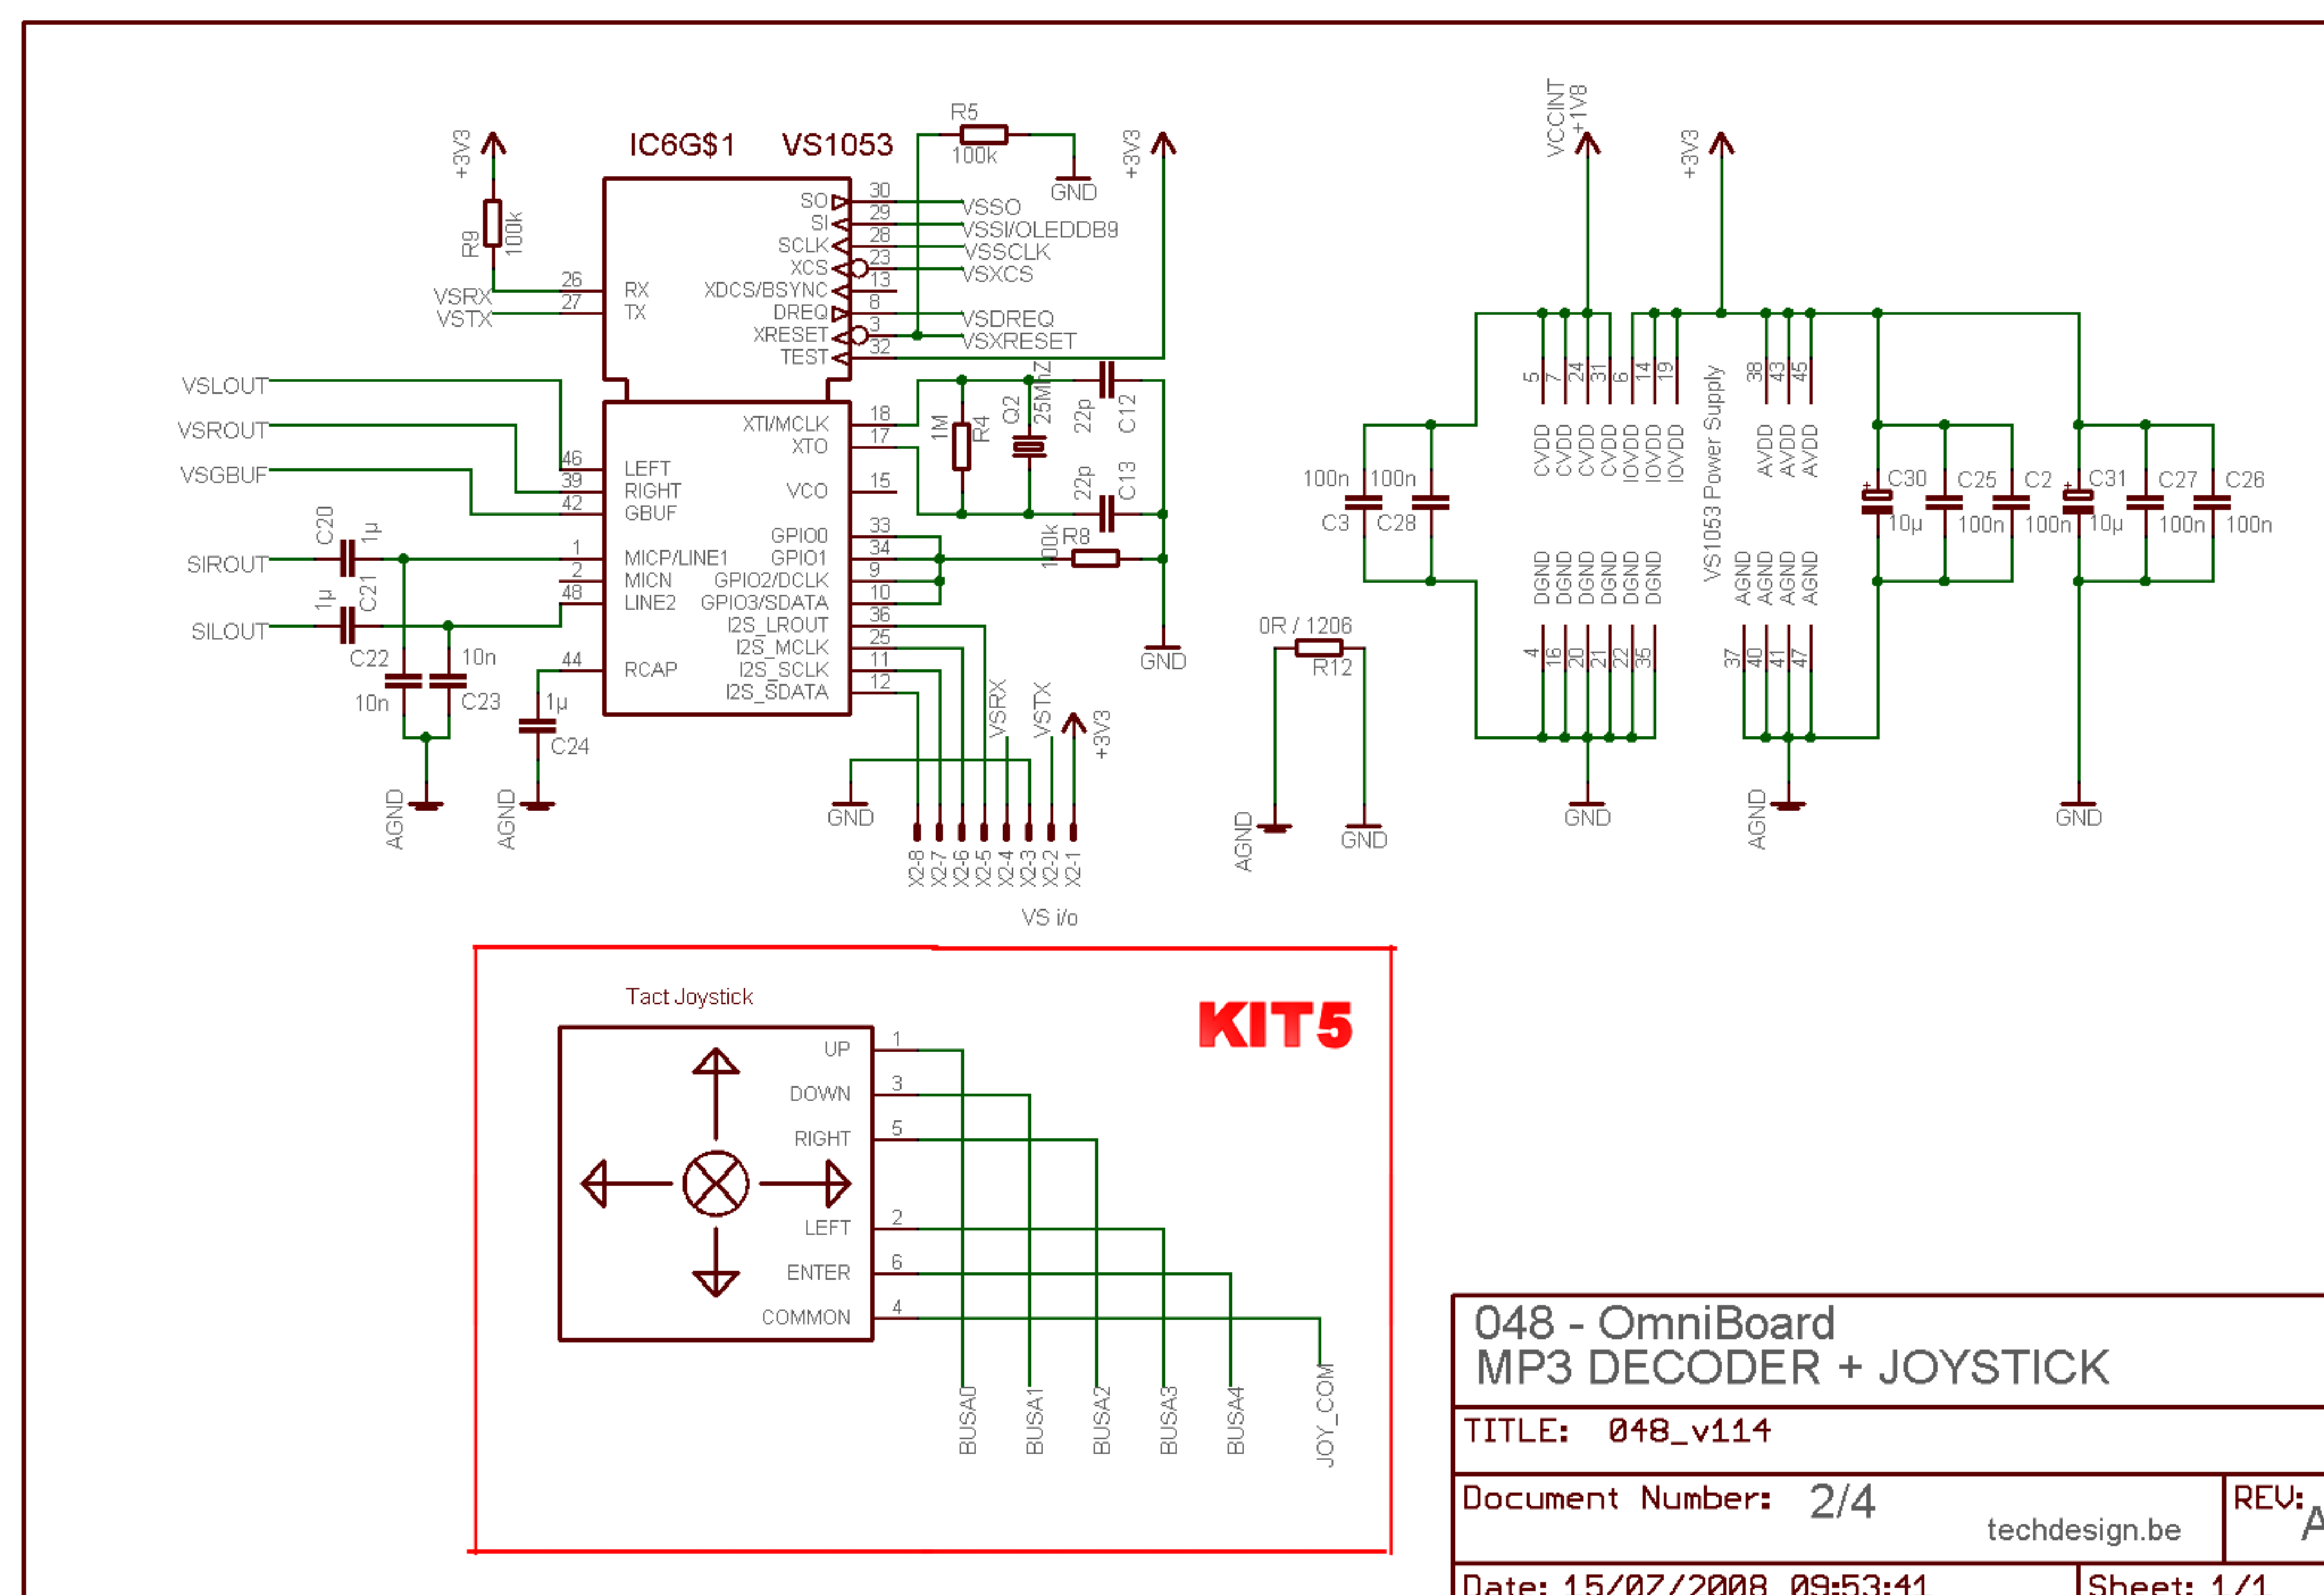 IC6G$1 VS1053
+3V3
R9
100k
VSRX
VSTX
26
27
RX
TX
SO
SI
SCLK
XCS
XDCS/BSYNC
DREQ
XRESET
TEST
30
29
28
23
13
8
3
32
VSSO
VSSI/OLEDDB9
VSSCLK
VSXCS
VSDREQ
VSXRESET
R5
100k
GND
+3V3
VSLOUT
VSROUT
VSGBUF
SIROUT
SILOUT
C20
1µ
1µ
C21
C22
10n
10n
C23
AGND
1µ
C24
AGND
46
39
42
1
2
48
44
LEFT
RIGHT
GBUF
MICP/LINE1
MICN
LINE2
RCAP
XTI/MCLK
XTO
VCO
GPIO0
GPIO1
GPIO2/DCLK
GPIO3/SDATA
I2S_LROUT
I2S_MCLK
I2S_SCLK
I2S_SDATA
18
17
15
33
34
9
10
36
25
11
12
1M
R4
Q2
25MhZ
22p
C12
22p
C13
100k
R8
GND
VSRX
VSTX
+3V3
GND
X2-8
X2-7
X2-6
X2-5
X2-4
X2-3
X2-2
X2-1
VS i/o
0R / 1206
R12
AGND
GND
VCCINT
+1V8
+3V3
5
7
24
31
6
14
19
38
43
45
CVDD
CVDD
CVDD
CVDD
IOVDD
IOVDD
IOVDD
AVDD
AVDD
AVDD
VS1053 Power Supply
DGND
DGND
DGND
DGND
DGND
DGND
AGND
AGND
AGND
AGND
4
16
20
21
22
35
37
40
41
47
100n 100n
C3 C28
C30
10µ
C25
100n
C2
100n
C31
10µ
C27
100n
C26
100n
GND
AGND
GND
KIT5
Tact Joystick
UP 1
DOWN 3
RIGHT 5
LEFT 2
ENTER 6
COMMON 4
BUSA0
BUSA1
BUSA2
BUSA3
BUSA4
JOY_COM
048 - OmniBoard
MP3 DECODER + JOYSTICK
TITLE: 048_v114
Document Number: 2/4
techdesign.be
REV: A
Date: 15/07/2008 09:53:41
Sheet: 1/1